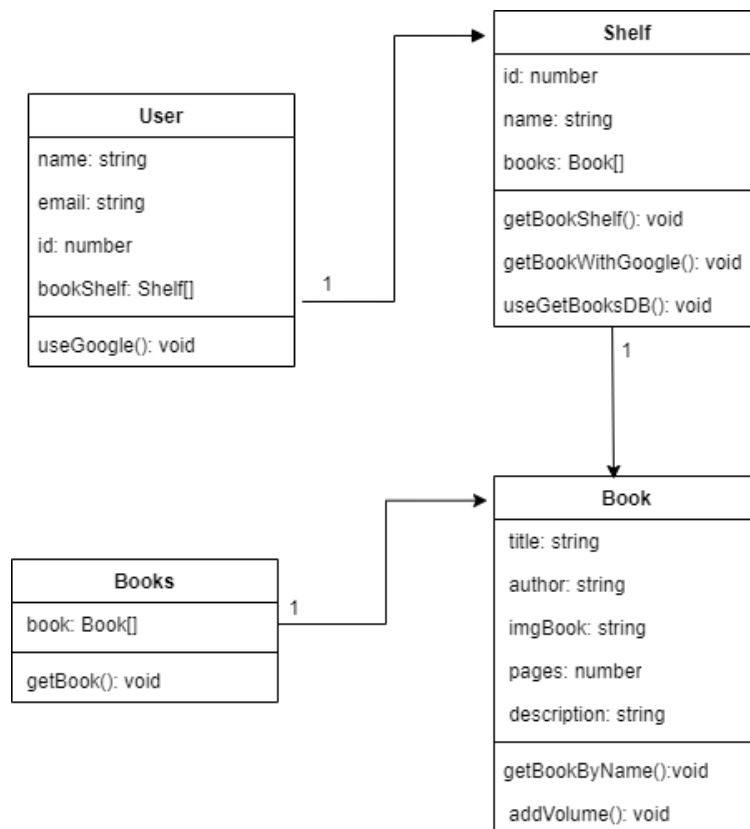 User
name: string
email: string
id: number
bookShelf: Shelf[]
useGoogle(): void
1
Shelf
id: number
name: string
books: Book[]
getBookShelf(): void
getBookWithGoogle(): void
useGetBooksDB(): void
1
Books
book: Book[]
getBook(): void
1
Book
title: string
author: string
imgBook: string
pages: number
description: string
getBookByName():void
addVolume(): void